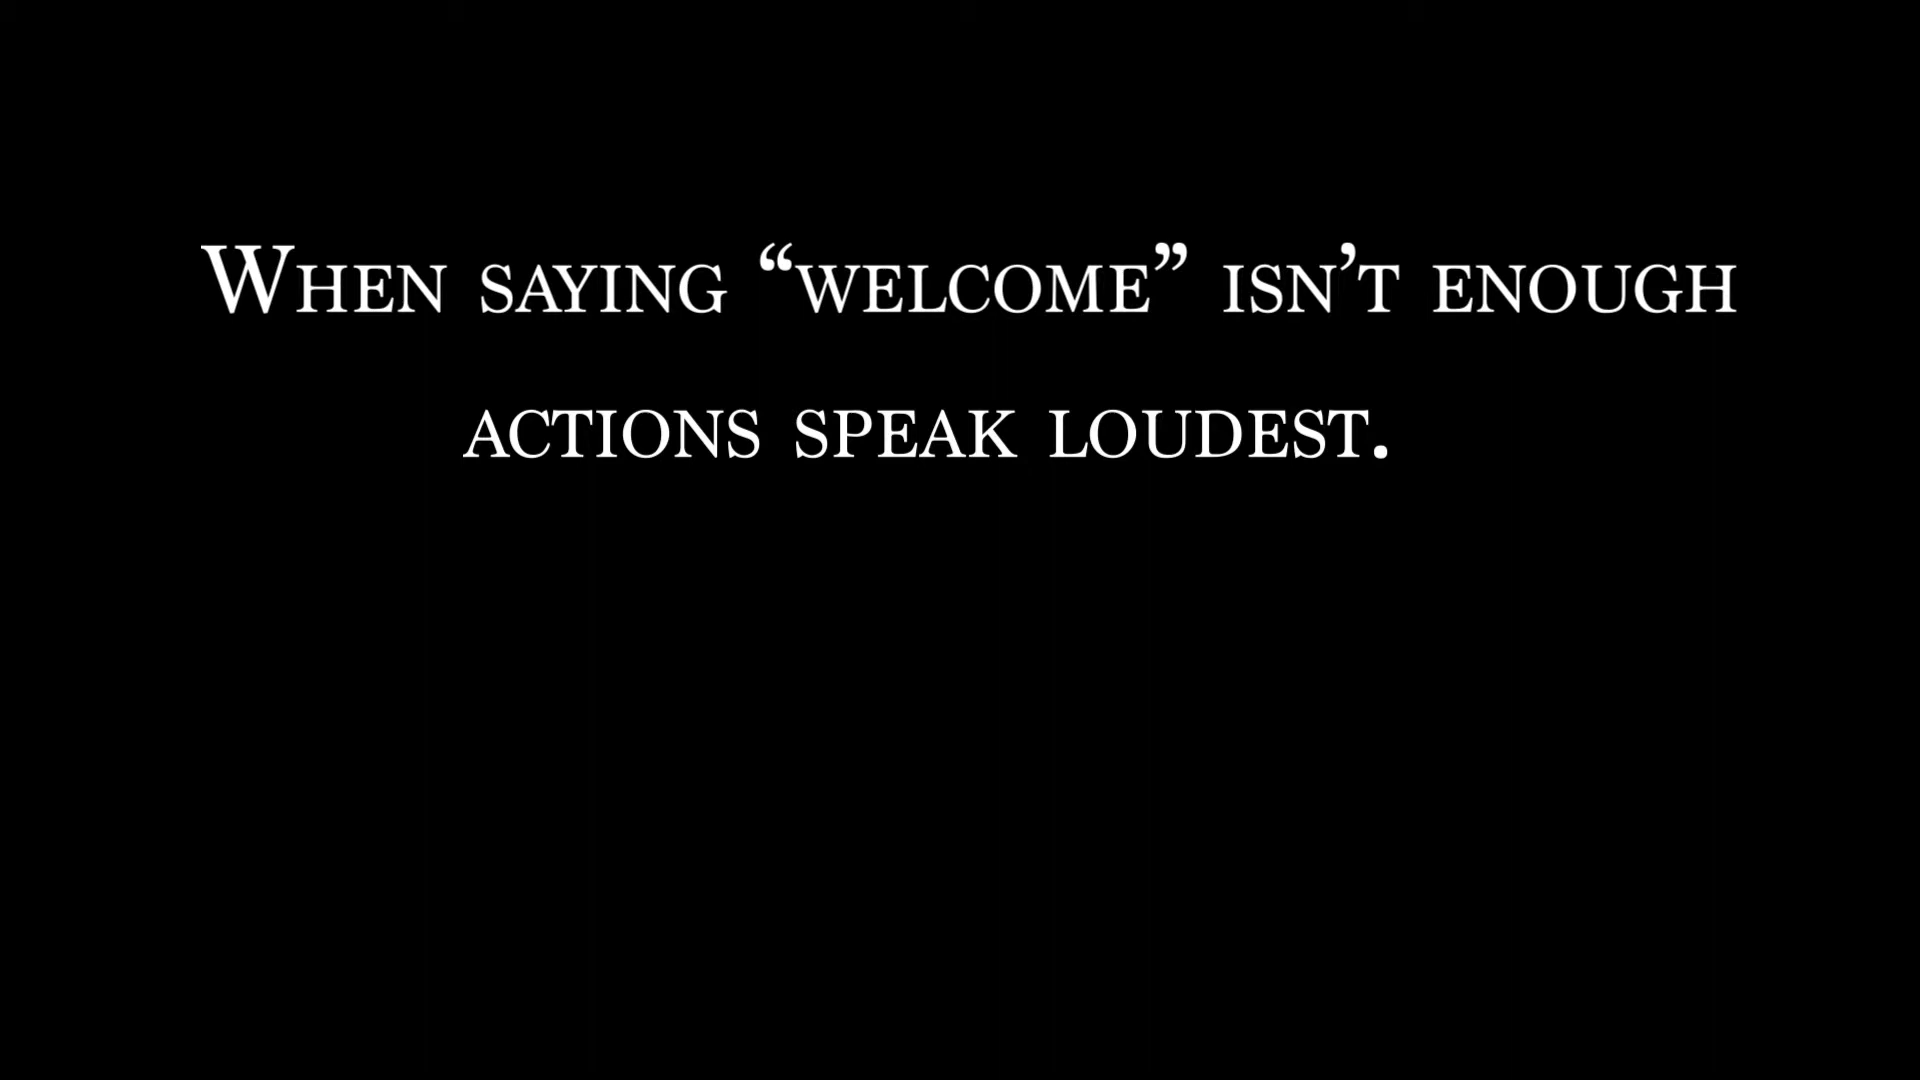 When saying “welcome” isn’t enough
actions speak loudest.